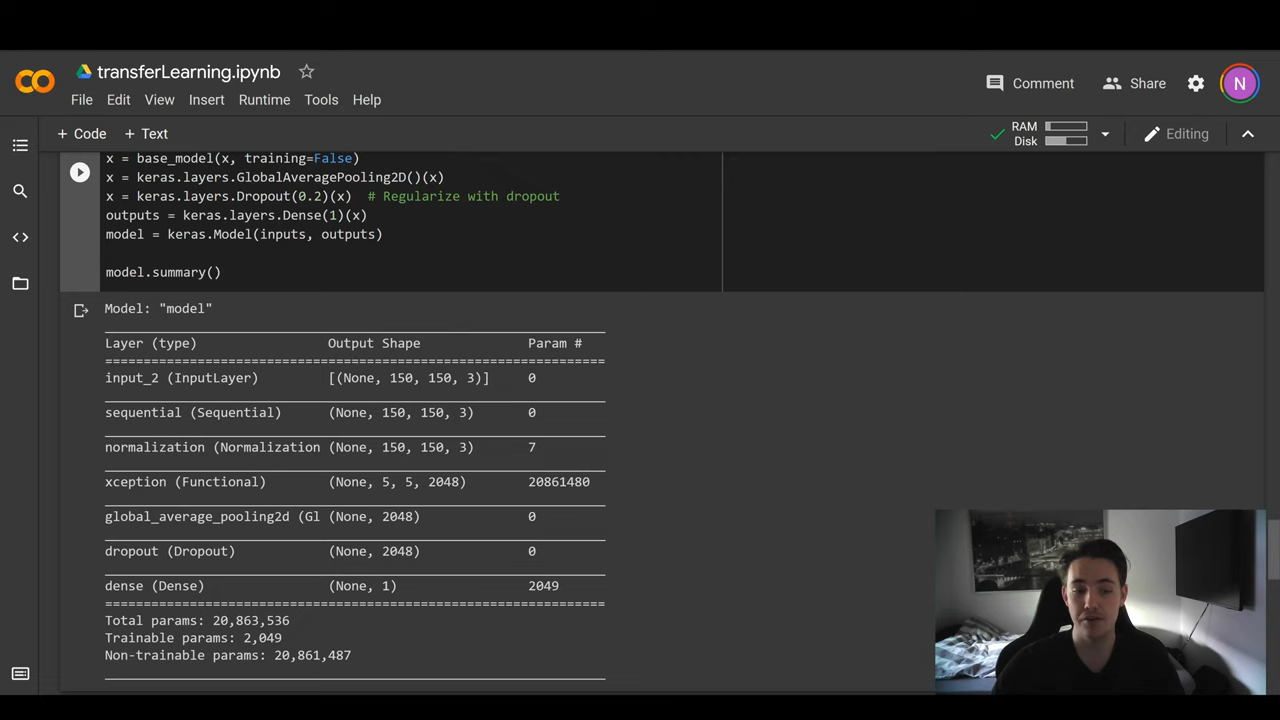 transferLearning.ipynb
Comment
Share
N
File Edit View Insert Runtime Tools Help
+ Code + Text
RAM
Disk
Editing
x = base_model(x, training=False)
x = keras.layers.GlobalAveragePooling2D()(x)
x = keras.layers.Dropout(0.2)(x)  # Regularize with dropout
outputs = keras.layers.Dense(1)(x)
model = keras.Model(inputs, outputs)
model.summary()
Model: "model"
Layer (type) Output Shape Param #
input_2 (InputLayer) [(None, 150, 150, 3)] 0
sequential (Sequential) (None, 150, 150, 3) 0
normalization (Normalization (None, 150, 150, 3) 7
xception (Functional) (None, 5, 5, 2048) 20861480
global_average_pooling2d (Gl (None, 2048) 0
dropout (Dropout) (None, 2048) 0
dense (Dense) (None, 1) 2049
Total params: 20,863,536
Trainable params: 2,049
Non-trainable params: 20,861,487